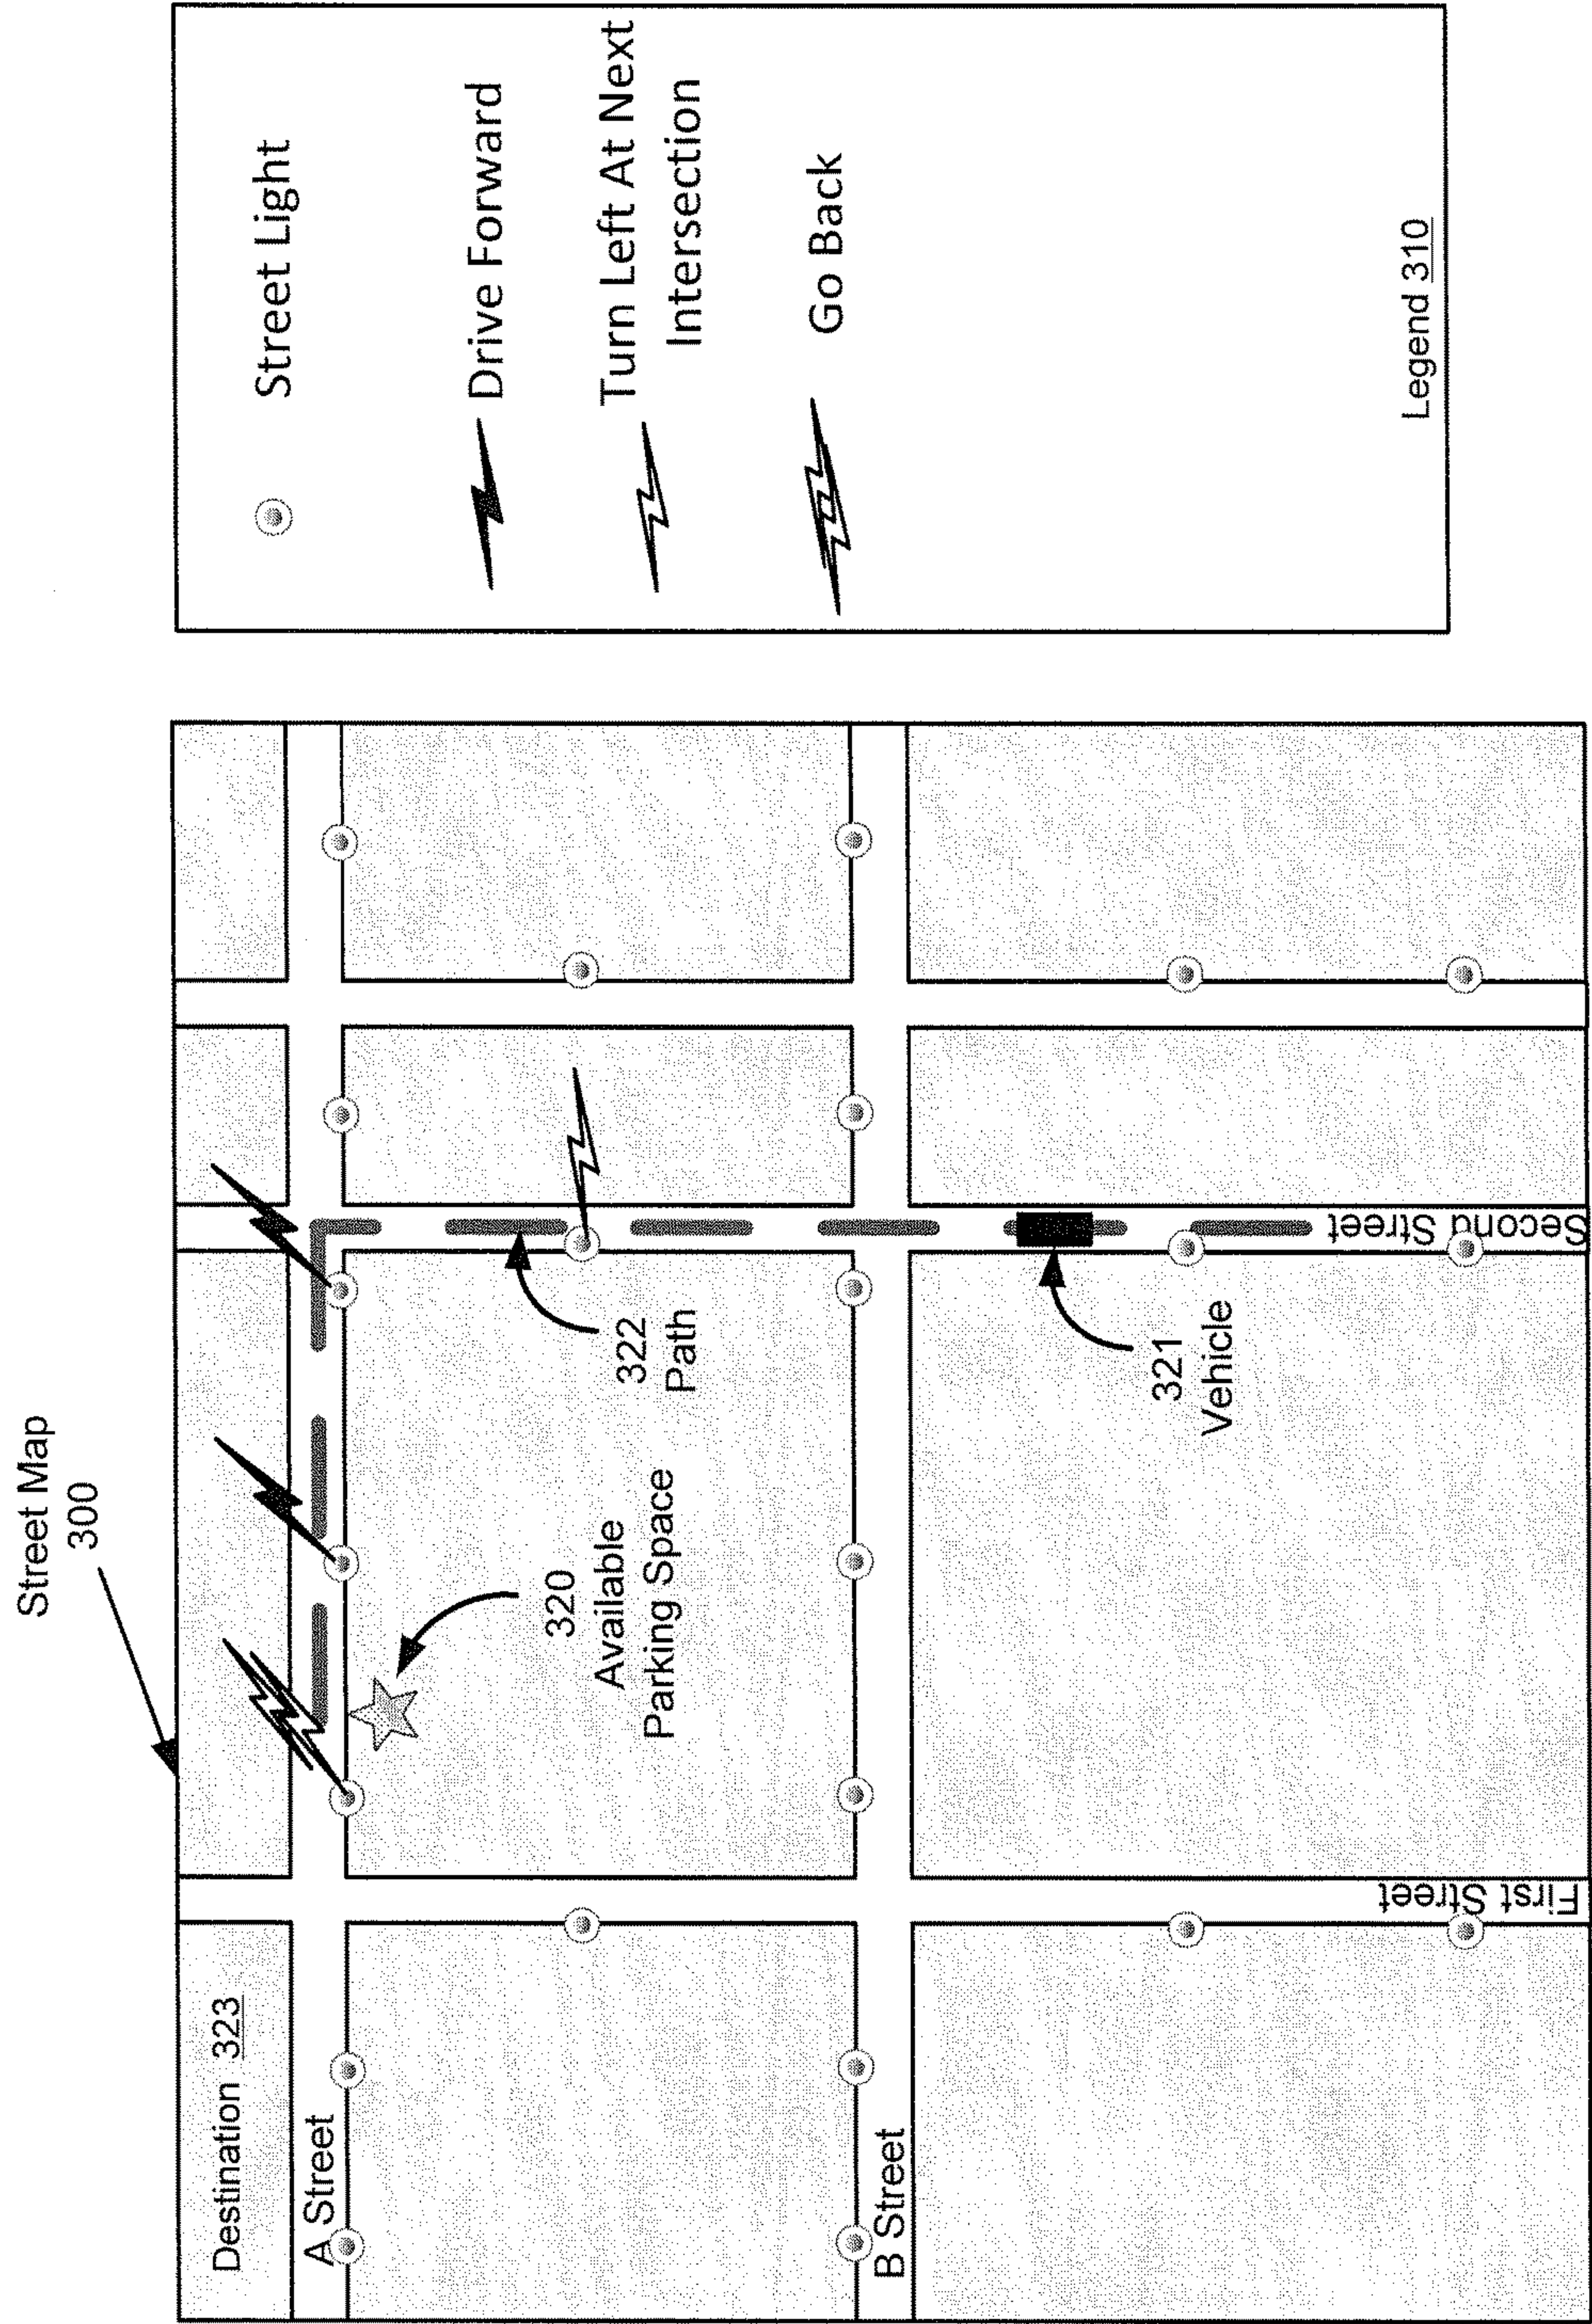 Street Map
300
Destination 323
A Street
B Street
First Street
Second Street
320
Available
Parking Space
322
Path
321
Vehicle
Street Light
Drive Forward
Turn Left At Next
Intersection
Go Back
Legend 310